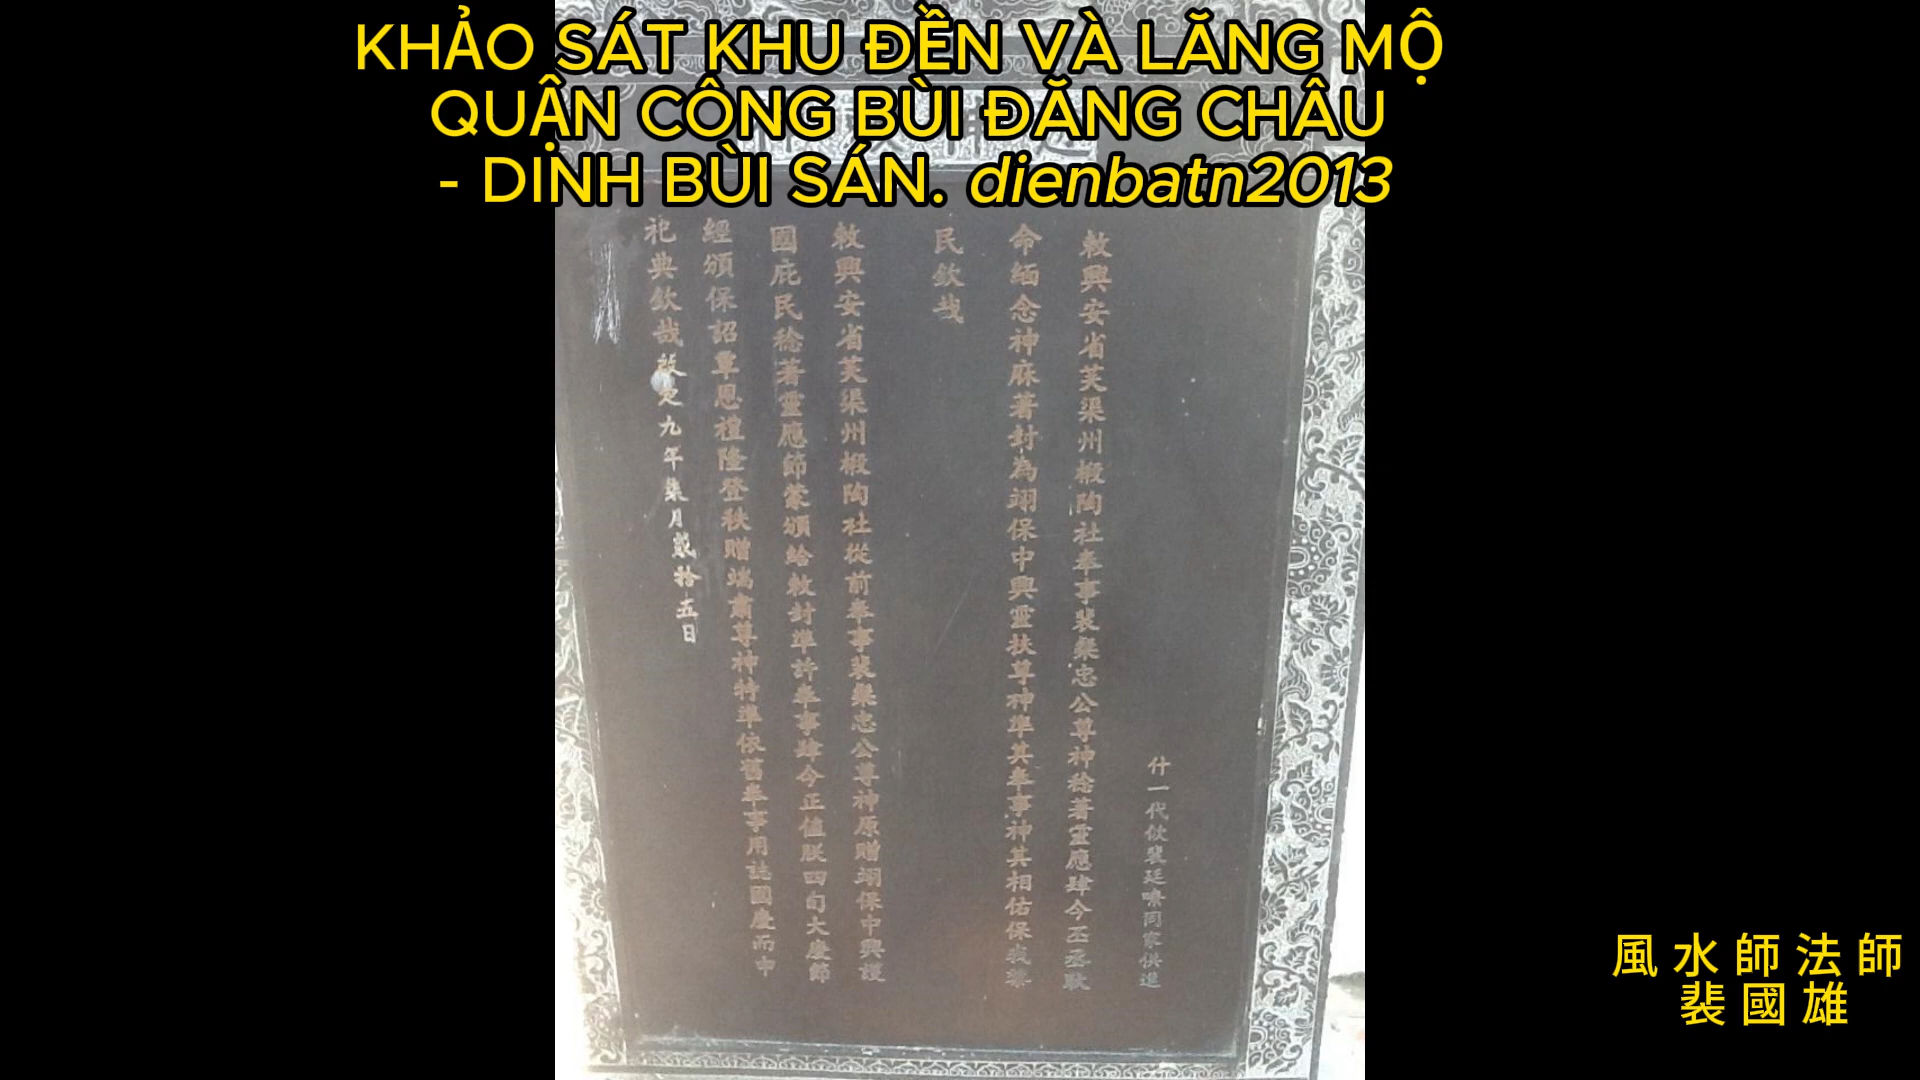 KHẢO SÁT KHU ĐỀN VÀ LĂNG MỘ
QUẬN CÔNG BÙI ĐĂNG CHÂU
- DINH BÙI SÁN. dienbatn2013
敕興安省芙渠州椴陶社奉事裴粲忠公尊神稔著靈應肆今丕承耿
命緬念神庥著封為翊保中興靈扶尊神準其奉事神其相佑保我黎
民欽哉
敕興安省芙渠州椴陶社從前奉事裴粲忠公尊神原贈翊保中興護
國庇民稔著靈應節蒙頒給敕封準許奉事肆今正值朕四旬大慶節
經頒保詔覃恩禮隆登秩贈端肅尊神特準依舊奉事用誌國慶而申
祀典欽哉啟定九年柒月貳拾五日
什一代 裴廷 同家供進
風水師法師
裴國雄